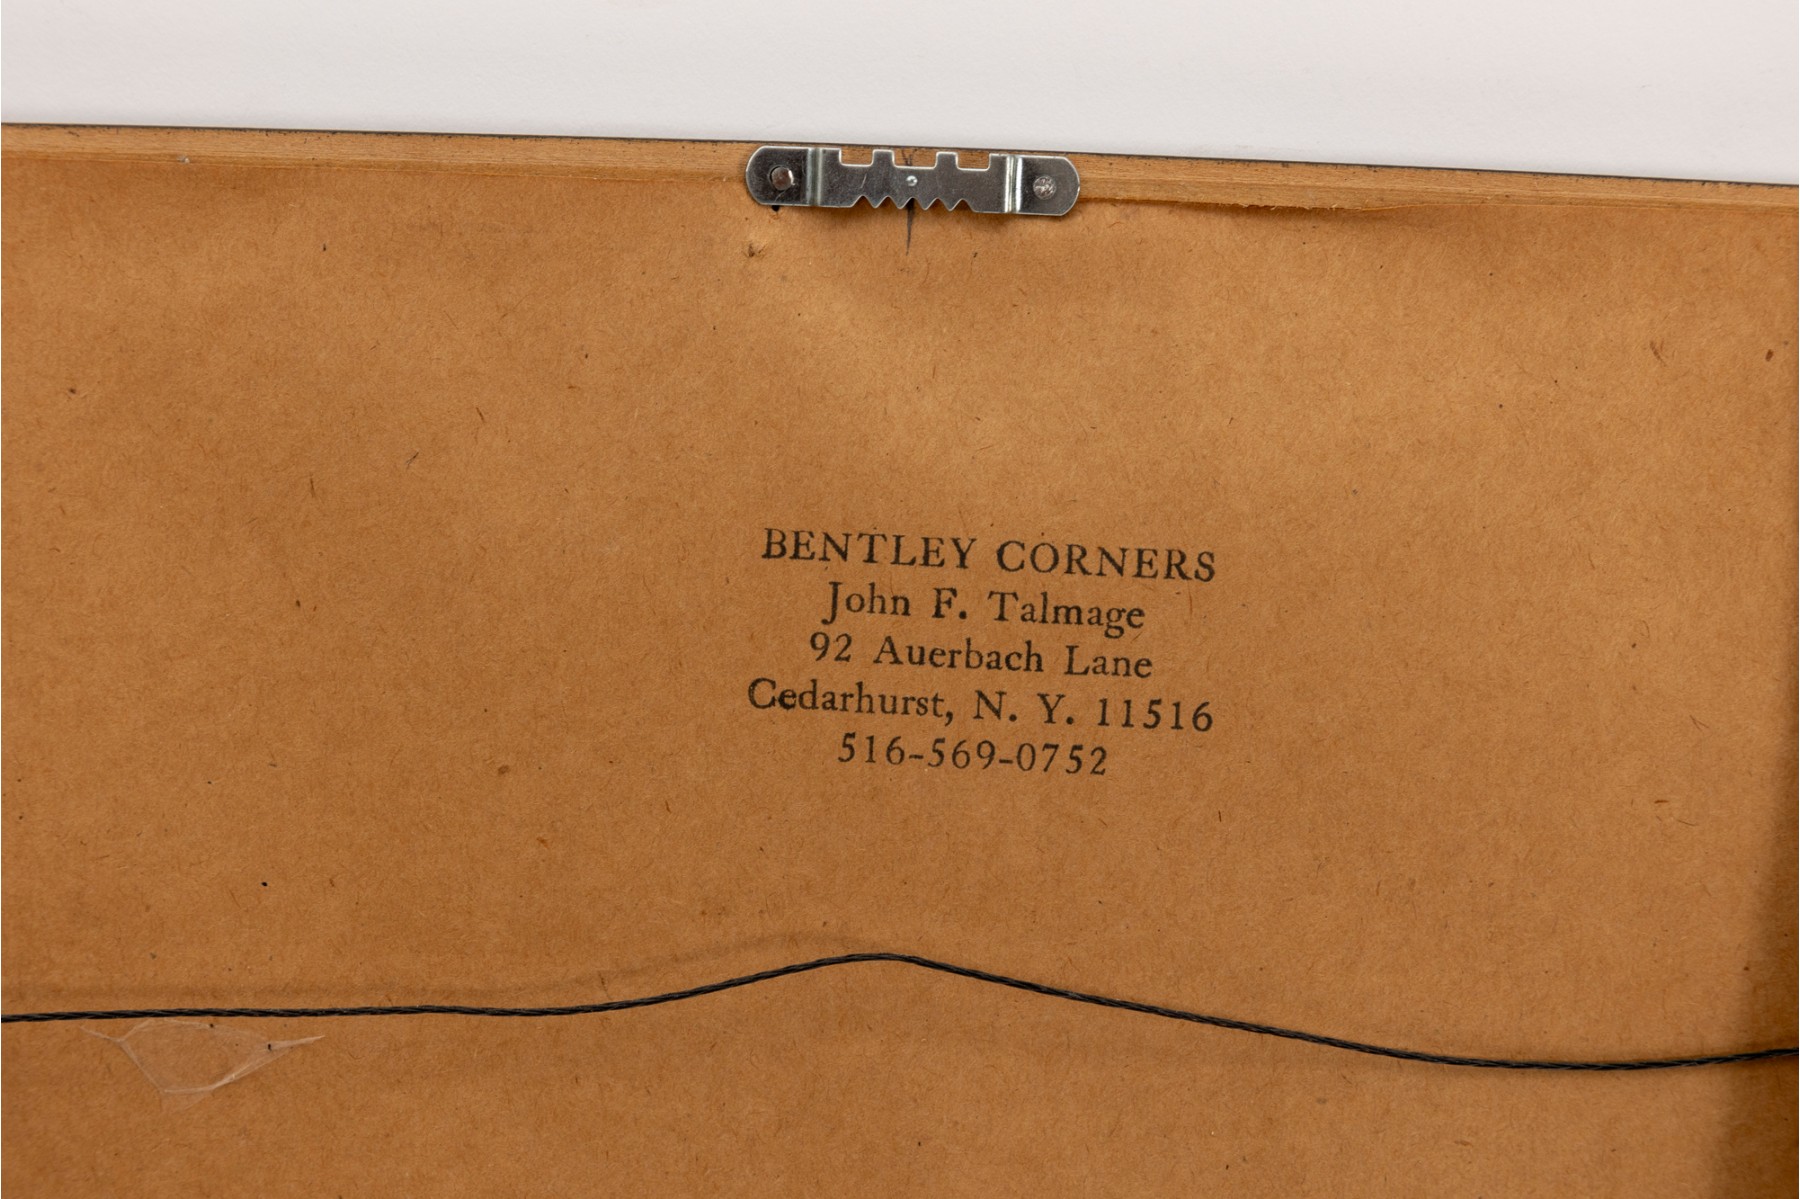 BENTLEY CORNERS
John F. Talmage
92 Auerbach Lane
Cedarhurst, N. Y. 11516
516-569-0752